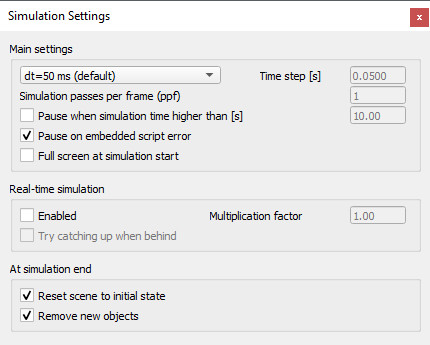 Simulation Settings
Main settings
dt=50 ms (default) Time step [s] 0.0500
Simulation passes per frame (ppf) 1
Pause when simulation time higher than [s] 10.00
Pause on embedded script error
Full screen at simulation start
Real-time simulation
Enabled Multiplication factor 1.00
Try catching up when behind
At simulation end
Reset scene to initial state
Remove new objects